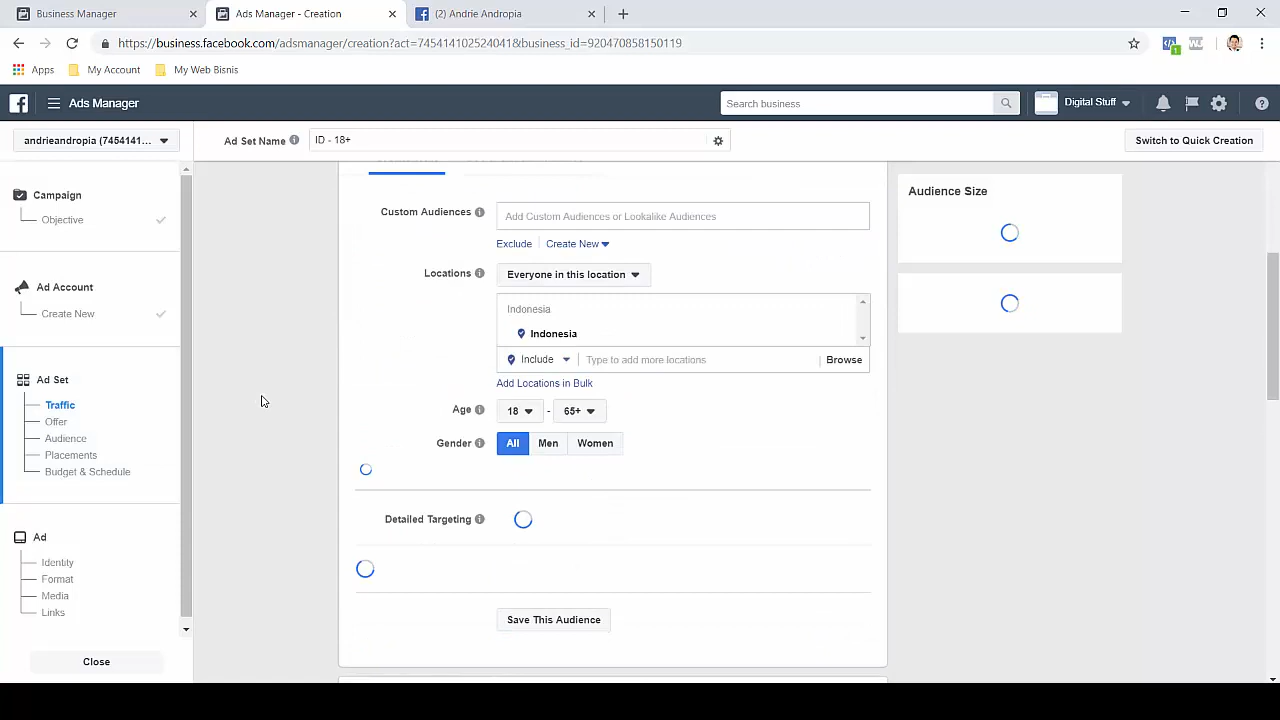 Business Manager
Ads Manager - Creation
(2) Andrie Andropia
https://business.facebook.com/adsmanager/creation?act=745414102524041&business_id=920470858150119
Apps
My Account
My Web Bisnis
Ads Manager
Search business
Digital Stuff
andrieandropia (7454141...
Ad Set Name
ID - 18+
Switch to Quick Creation
Campaign
Objective
Ad Account
Create New
Ad Set
Traffic
Offer
Audience
Placements
Budget & Schedule
Ad
Identity
Format
Media
Links
Close
Custom Audiences
Add Custom Audiences or Lookalike Audiences
Exclude
Create New
Locations
Everyone in this location
Indonesia
Indonesia
Include
Type to add more locations
Browse
Add Locations in Bulk
Age
18 - 65+
Gender
All
Men
Women
Detailed Targeting
Save This Audience
Audience Size